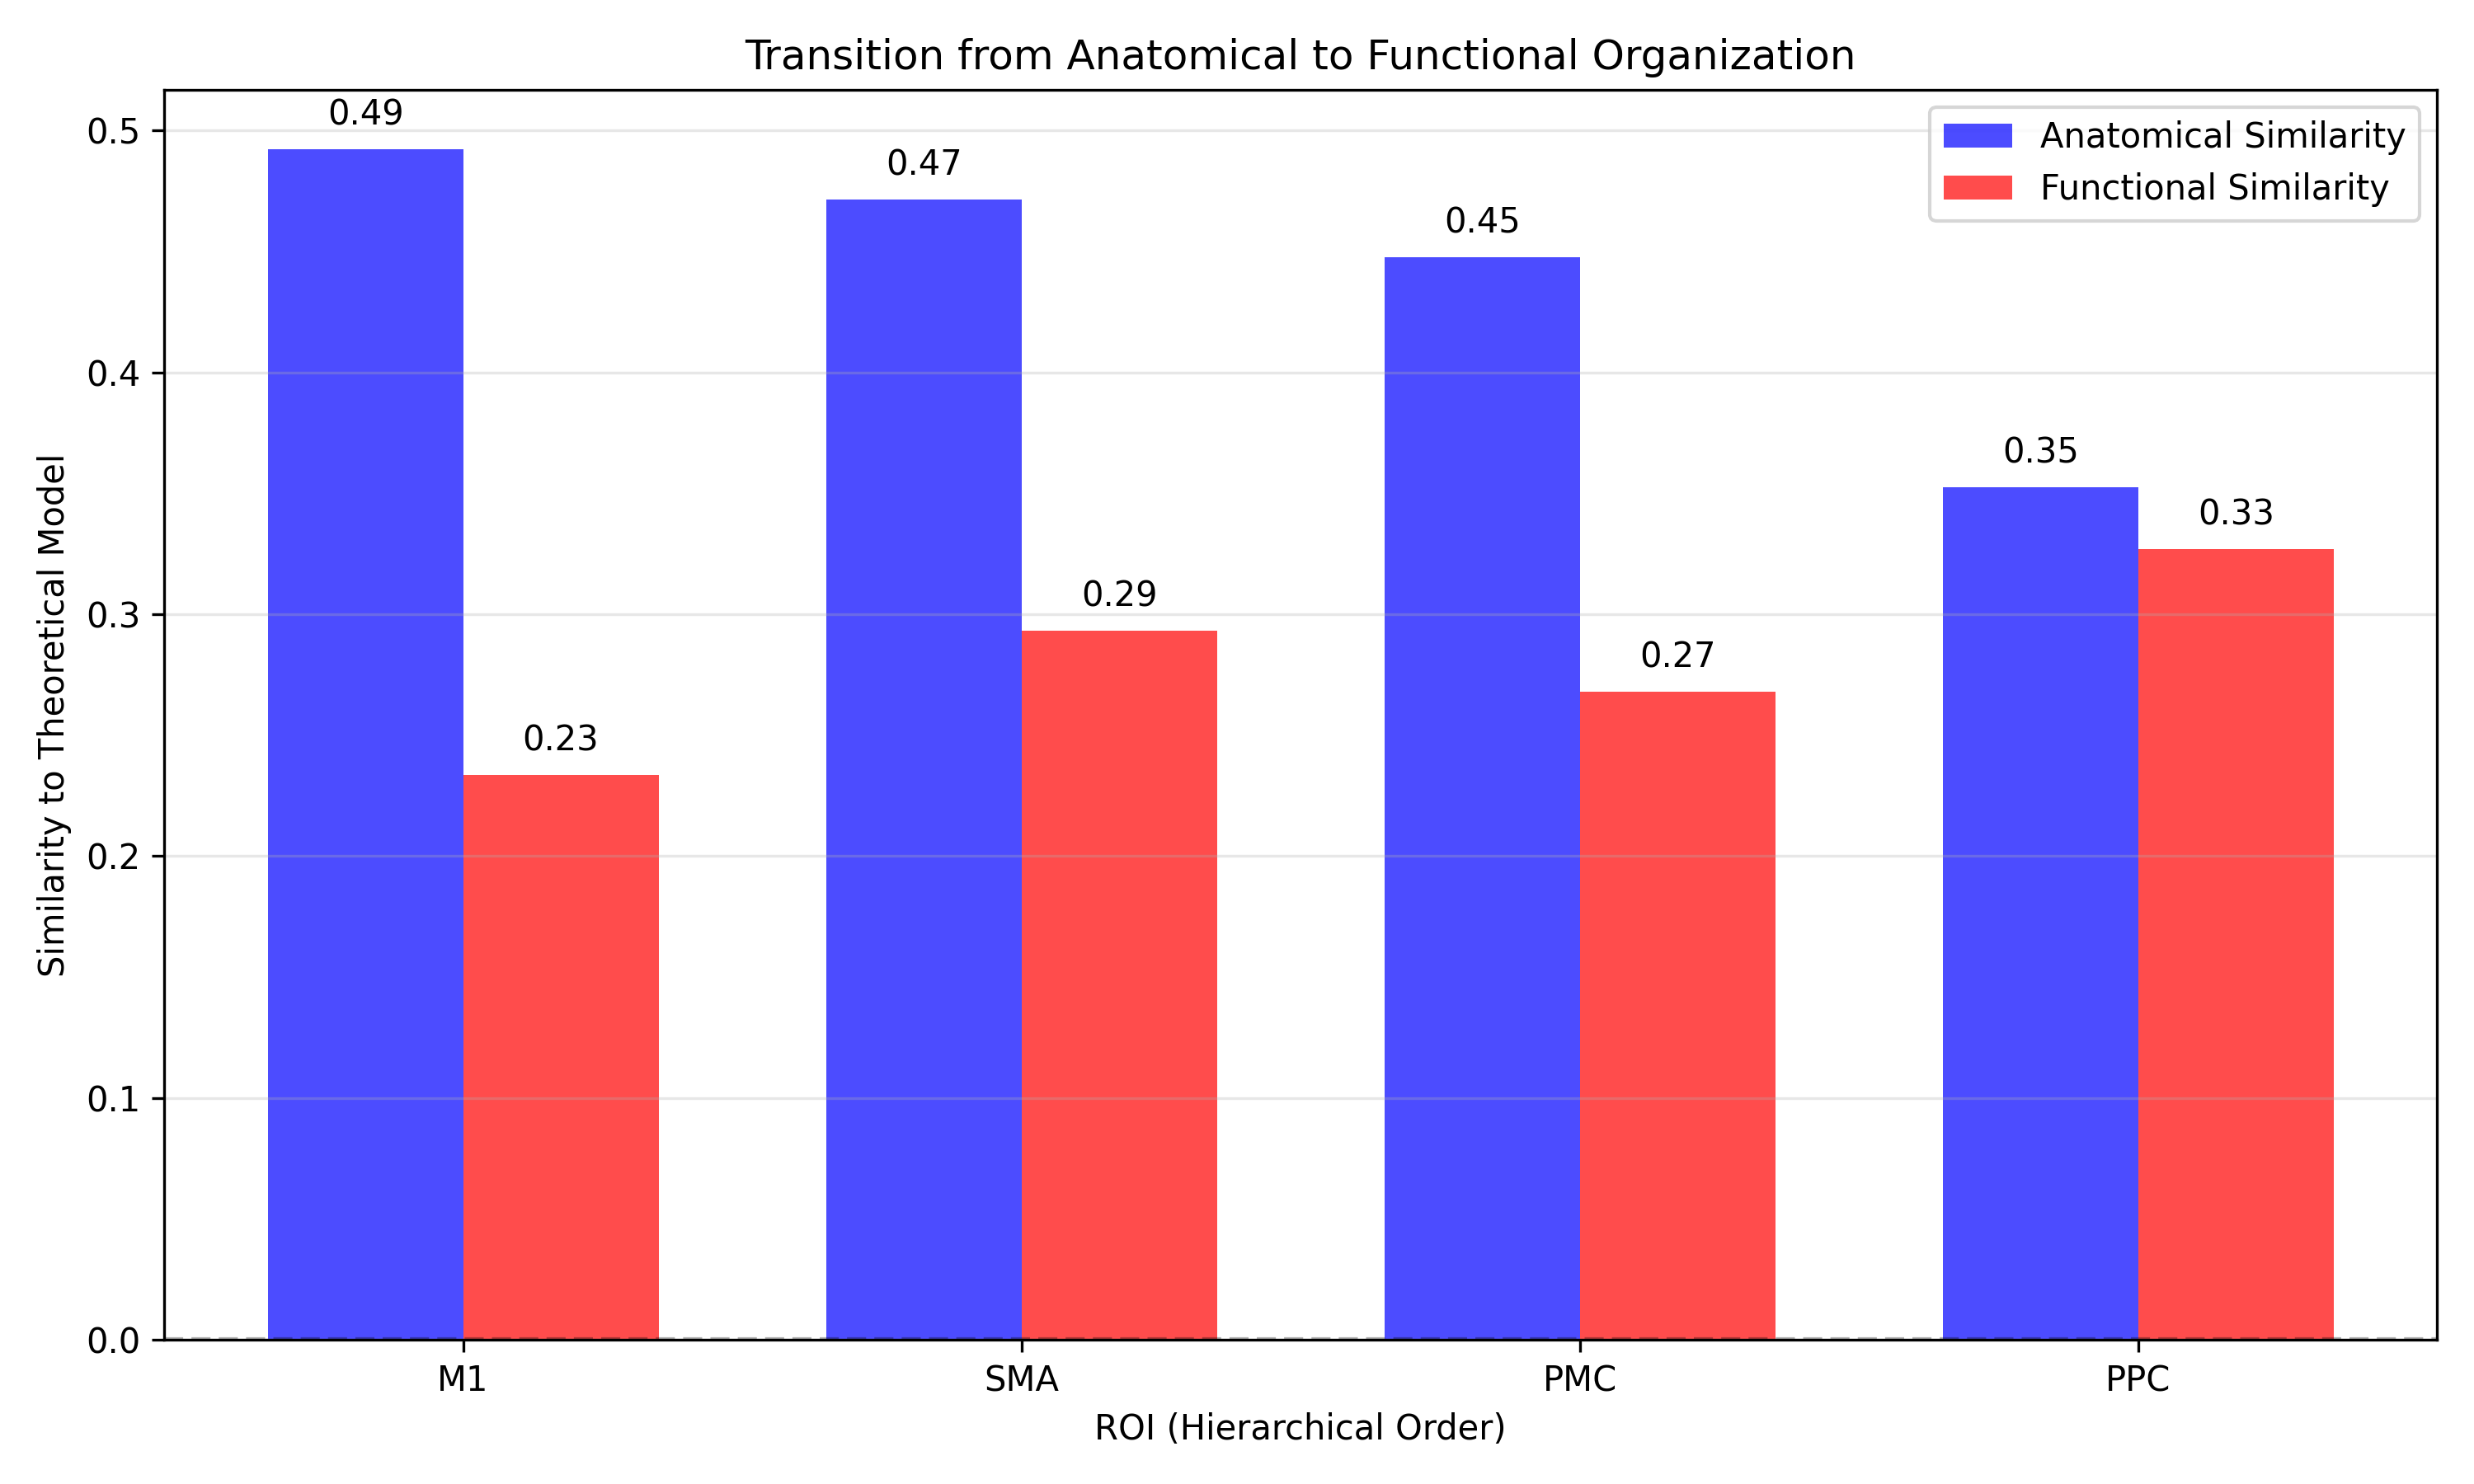 Transition from Anatomical to Functional Organization
Anatomical Similarity
Functional Similarity
Similarity to Theoretical Model
0.5
0.4
0.3
0.2
0.1
0.0
0.49
0.23
0.47
0.29
0.45
0.27
0.35
0.33
M1
SMA
PMC
PPC
ROI (Hierarchical Order)